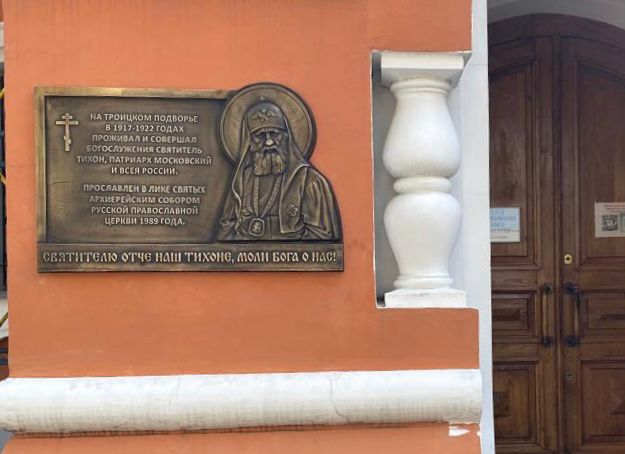 НА ТРОИЦКОМ ПОДВОРЬЕ
В 1917-1922 ГОДАХ
ПРОЖИВАЛ И СОВЕРШАЛ
БОГОСЛУЖЕНИЯ СВЯТИТЕЛЬ
ТИХОН, ПАТРИАРХ МОСКОВСКИЙ
И ВСЕЯ РОССИИ.
ПРОСЛАВЛЕН В ЛИКЕ СВЯТЫХ
АРХИЕРЕЙСКИМ СОБОРОМ
РУССКОЙ ПРАВОСЛАВНОЙ
ЦЕРКВИ 1989 ГОДА.
СВЯТИТЕЛЮ ОТЧЕ НАШ ТИХОНЕ, МОЛИ БОГА О НАС!